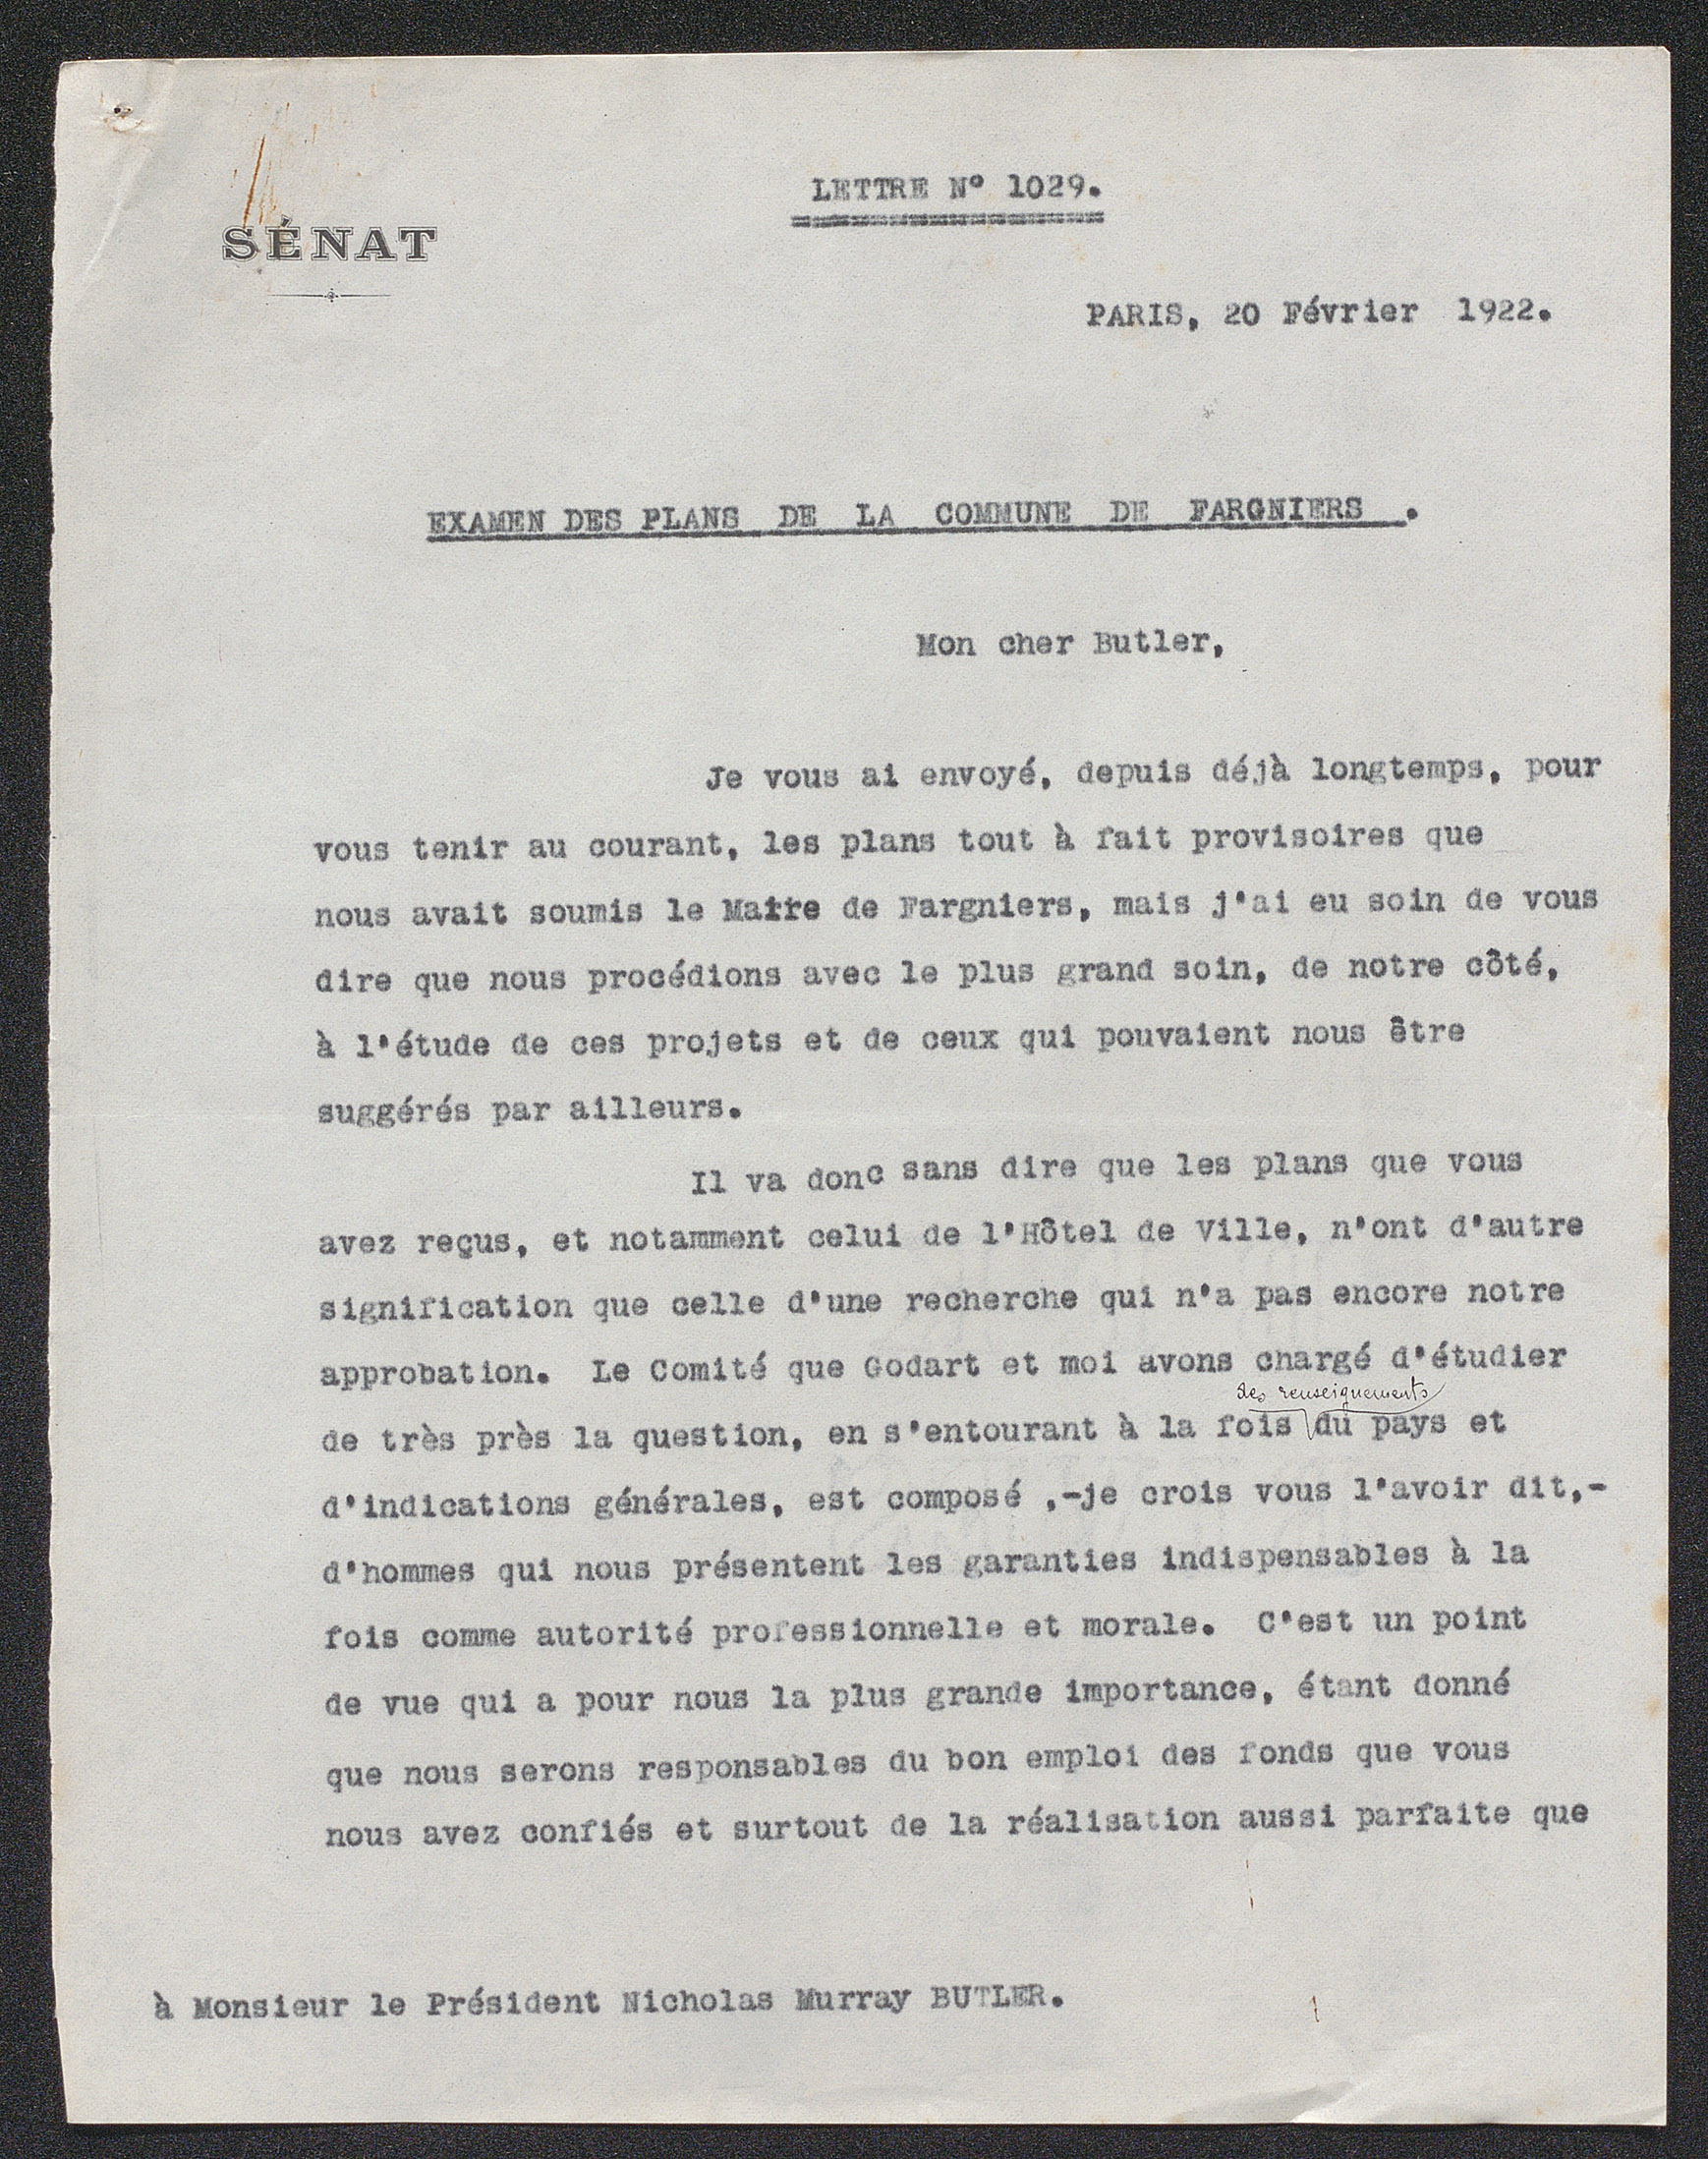 LETTRE N° 1029.
SÉNAT
PARIS, 20 Février 1922.
EXAMEN DES PLANS DE LA COMMUNE DE FARGNIERS .
Mon cher Butler,
Je vous ai envoyé, depuis déjà longtemps, pour
vous tenir au courant, les plans tout à fait provisoires que
nous avait soumis le Maire de Fargniers, mais j'ai eu soin de vous
dire que nous procédions avec le plus grand soin, de notre côté,
à l'étude de ces projets et de ceux qui pouvaient nous être
suggérés par ailleurs.
Il va donc sans dire que les plans que vous
avez reçus, et notamment celui de l'Hôtel de Ville, n'ont d'autre
signification que celle d'une recherche qui n'a pas encore notre
approbation. Le Comité que Godart et moi avons chargé d'étudier
des renseignements
de très près la question, en s'entourant à la fois du pays et
d'indications générales, est composé ,-je crois vous l'avoir dit,-
d'hommes qui nous présentent les garanties indispensables à la
fois comme autorité professionnelle et morale. C'est un point
de vue qui a pour nous la plus grande importance, étant donné
que nous serons responsables du bon emploi des fonds que vous
nous avez confiés et surtout de la réalisation aussi parfaite que
à Monsieur le Président Nicholas Murray BUTLER.